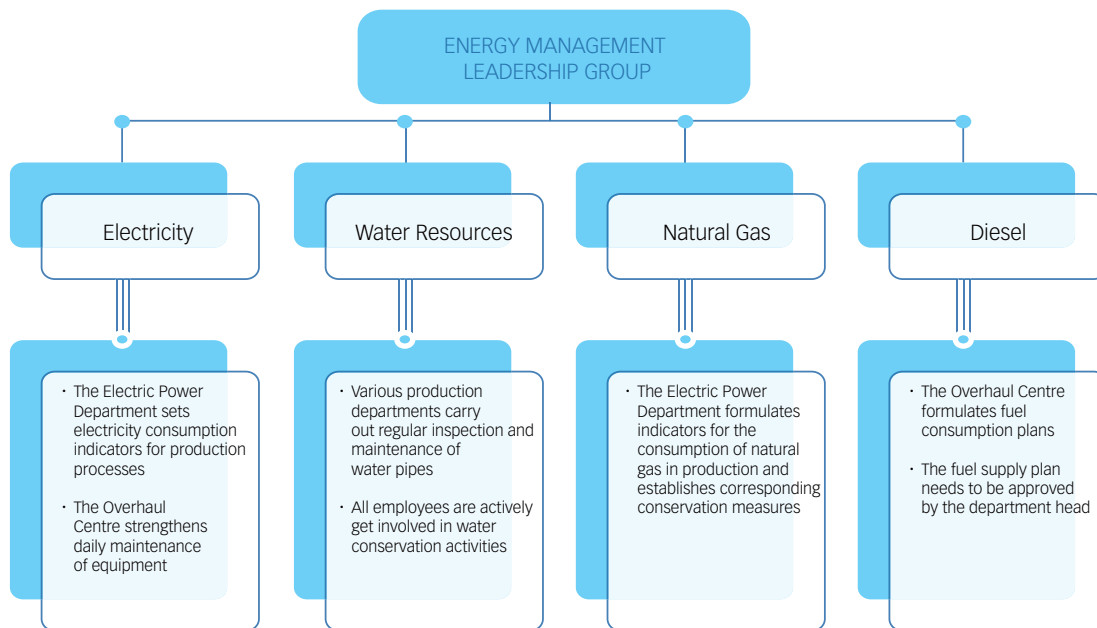 ENERGY MANAGEMENT
LEADERSHIP GROUP
Electricity
Water Resources
Natural Gas
Diesel
· The Electric Power
Department sets
electricity consumption
indicators for production
processes
· The Overhaul
Centre strengthens
daily maintenance
of equipment
· Various production
departments carry
out regular inspection and
maintenance of
water pipes
· All employees are actively
get involved in water
conservation activities
· The Electric Power
Department formulates
indicators for the
consumption of natural
gas in production and
establishes corresponding
conservation measures
· The Overhaul Centre
formulates fuel
consumption plans
· The fuel supply plan
needs to be approved
by the department head